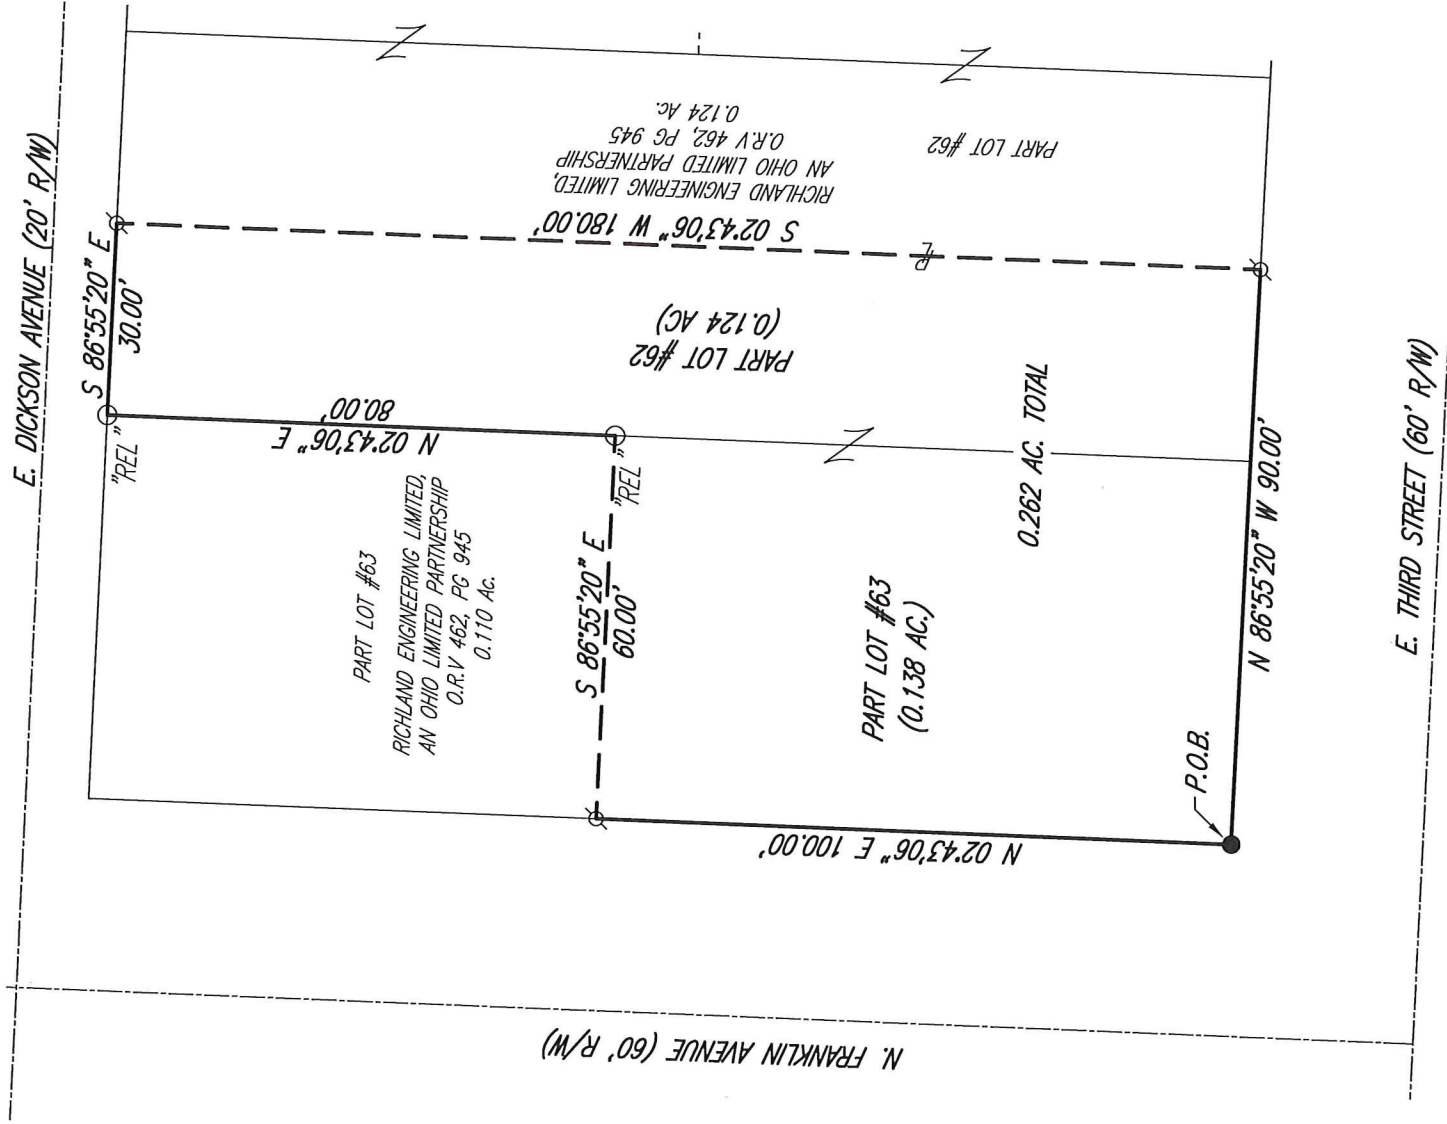 E. DICKSON AVENUE (20' R/W)
S 86°55'20" E
30.00'
"REL"
N 02°43'06" E
80.00'
PART LOT #63
RICHLAND ENGINEERING LIMITED,
AN OHIO LIMITED PARTNERSHIP
O.R.V 462, PG 945
0.110 Ac.
RICHLAND ENGINEERING LIMITED,
AN OHIO LIMITED PARTNERSHIP
O.R.V 462, PG 945
0.124 Ac.
PART LOT #62
S 02°43'06" W 180.00'
PL
PART LOT #62
(0.124 AC)
"REL"
S 86°55'20" E
60.00'
PART LOT #63
(0.138 AC.)
0.262 AC. TOTAL
N 02°43'06" E 100.00'
P.O.B.
N 86°55'20" W 90.00'
E. THIRD STREET (60' R/W)
N. FRANKLIN AVENUE (60' R/W)